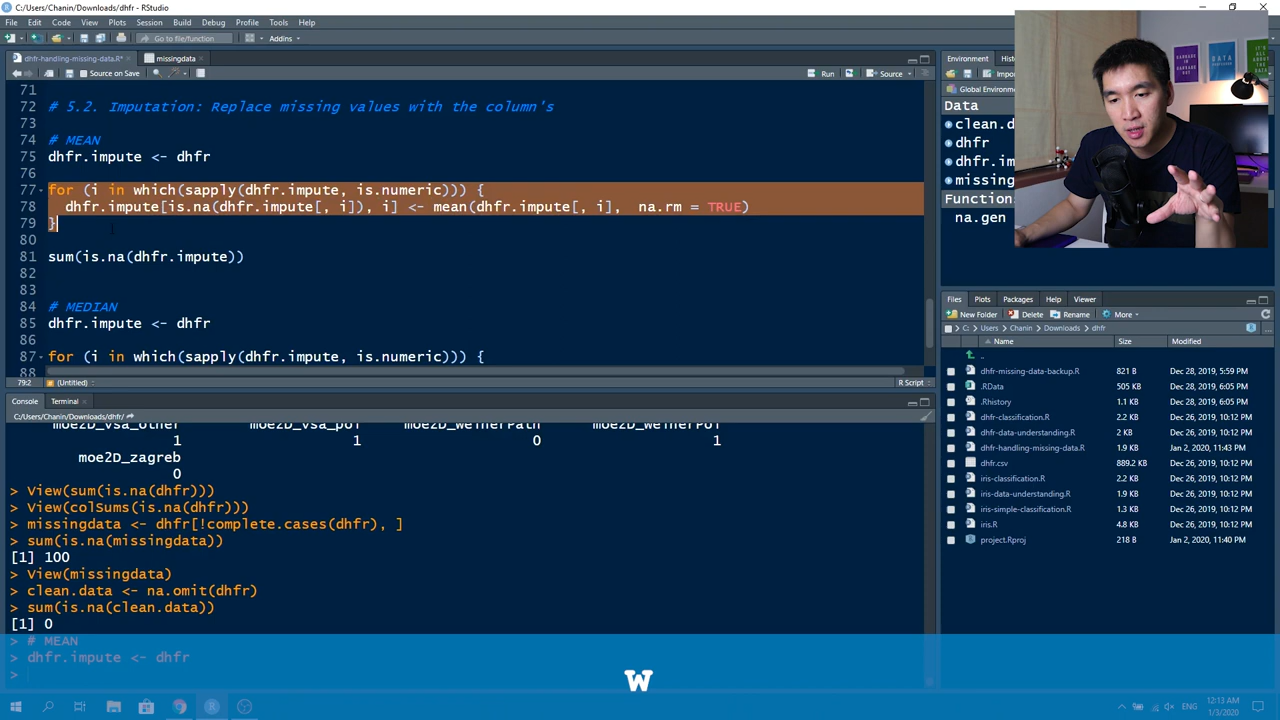 C:/Users/Chanin/Downloads/dhfr - RStudio
File Edit Code View Plots Session Build Debug Profile Tools Help
Go to file/function Addins
dhfr-handling-missing-data.R* missingdata
Source on Save Run Source
71
72 # 5.2. Imputation: Replace missing values with the column's
73
74 # MEAN
75 dhfr.impute <- dhfr
76
77 for (i in which(sapply(dhfr.impute, is.numeric))) {
78 dhfr.impute[is.na(dhfr.impute[, i]), i] <- mean(dhfr.impute[, i], na.rm = TRUE)
79 }
80
81 sum(is.na(dhfr.impute))
82
83
84 # MEDIAN
85 dhfr.impute <- dhfr
86
87 for (i in which(sapply(dhfr.impute, is.numeric))) {
88
79:2 (Untitled) R Script
Console Terminal
C:/Users/Chanin/Downloads/dhfr/
moe2D_vsa_other moe2D_vsa_pol moe2D_weinerPath moe2D_weinerPol
1 1 0 1
moe2D_zagreb
0
> View(sum(is.na(dhfr)))
> View(colSums(is.na(dhfr)))
> missingdata <- dhfr[!complete.cases(dhfr), ]
> sum(is.na(missingdata))
[1] 100
> View(missingdata)
> clean.data <- na.omit(dhfr)
> sum(is.na(clean.data))
[1] 0
> # MEAN
> dhfr.impute <- dhfr
>
Environment His
Impo
Global Environme
Data
clean.d
dhfr
dhfr.im
missing
Function
na.gen
Files Plots Packages Help Viewer
New Folder Delete Rename More
C: Users Chanin Downloads dhfr
Name Size Modified
..
dhfr-missing-data-backup.R 821 B Dec 28, 2019, 5:59 PM
.RData 505 KB Dec 28, 2019, 6:05 PM
.Rhistory 1.1 KB Dec 28, 2019, 6:05 PM
dhfr-classification.R 2.2 KB Dec 26, 2019, 10:12 PM
dhfr-data-understanding.R 2 KB Dec 26, 2019, 10:12 PM
dhfr-handling-missing-data.R 1.9 KB Jan 2, 2020, 11:43 PM
dhfr.csv 889.2 KB Dec 26, 2019, 10:12 PM
iris-classification.R 2.2 KB Dec 26, 2019, 10:12 PM
iris-data-understanding.R 1.9 KB Dec 26, 2019, 10:12 PM
iris-simple-classification.R 1.3 KB Dec 26, 2019, 10:12 PM
iris.R 4.8 KB Dec 26, 2019, 10:12 PM
project.Rproj 218 B Jan 2, 2020, 11:40 PM
w
ENG
12:13 AM
1/3/2020